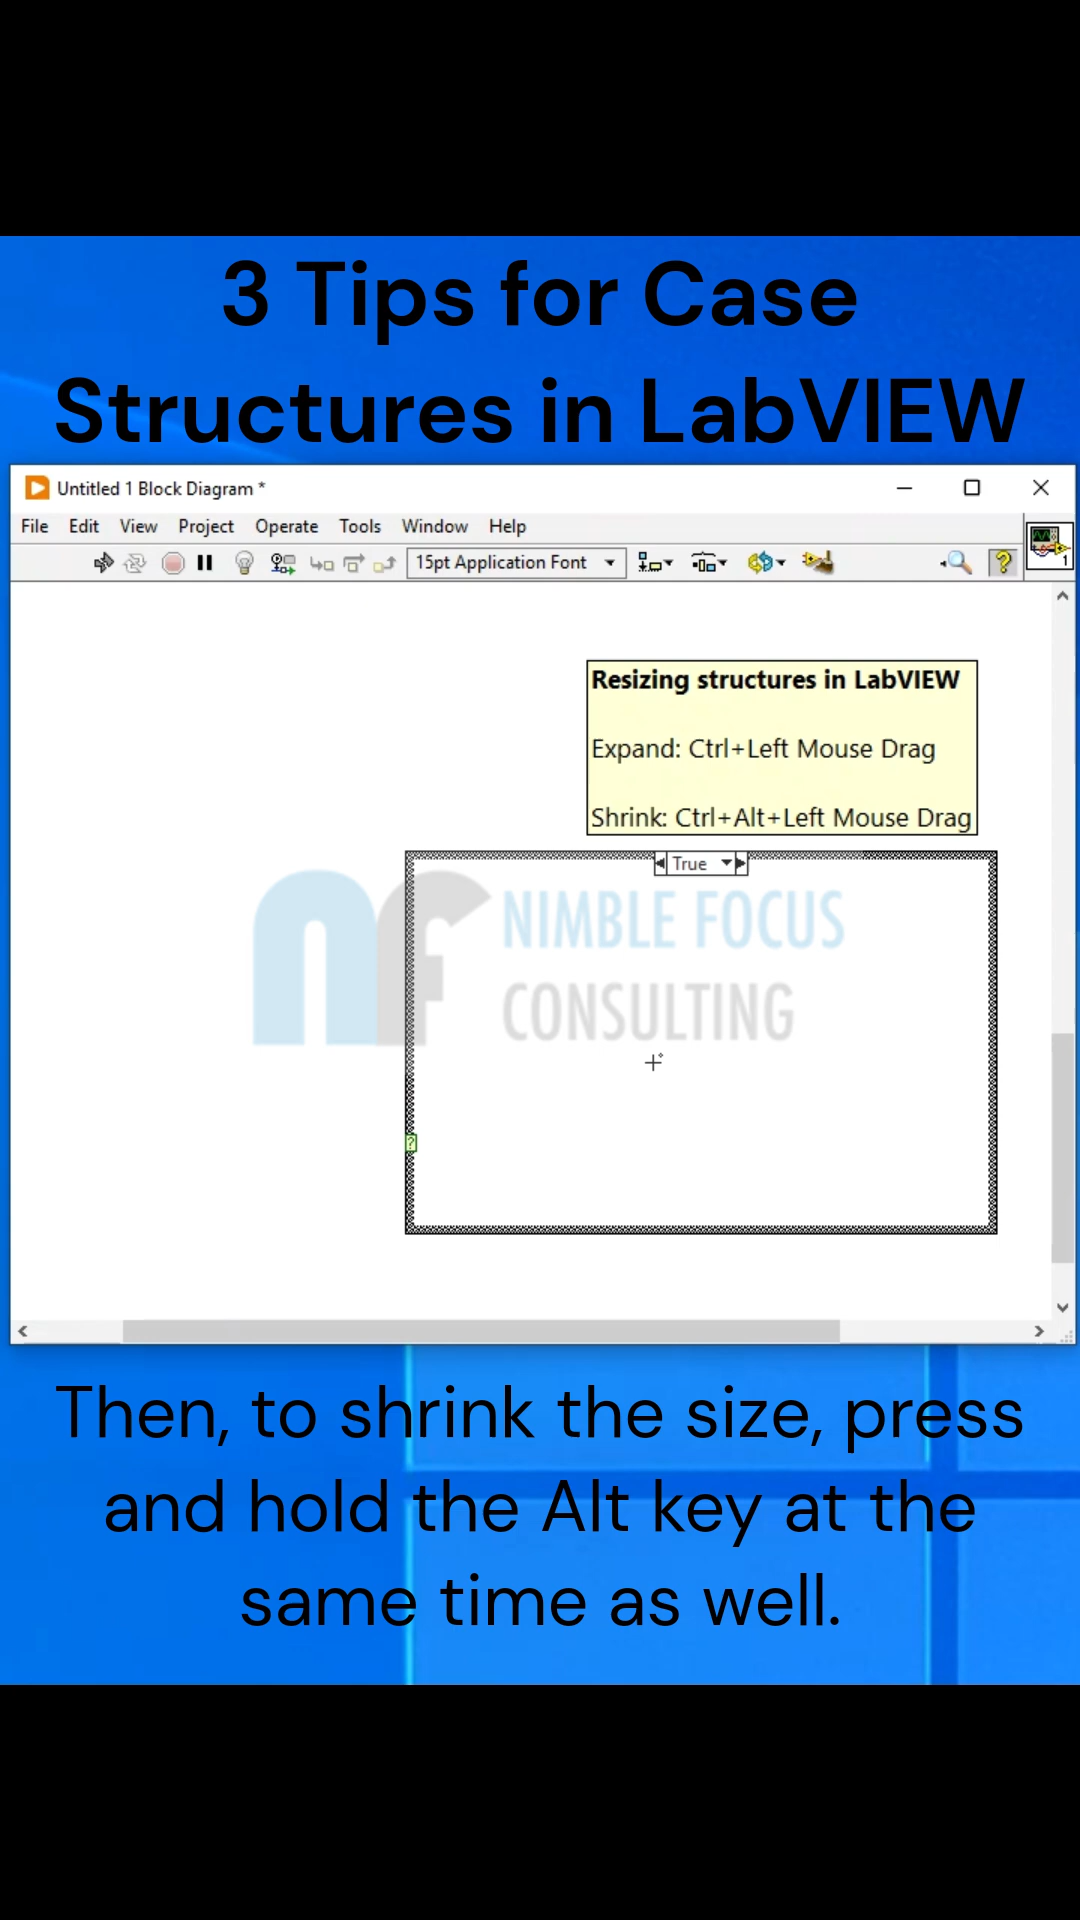 3 Tips for Case
Structures in LabVIEW
Untitled 1 Block Diagram *
File Edit View Project Operate Tools Window Help
15pt Application Font
1
Resizing structures in LabVIEW
Expand: Ctrl+Left Mouse Drag
Shrink: Ctrl+Alt+Left Mouse Drag
True
nf NIMBLE FOCUS
CONSULTING
?
Then, to shrink the size, press
and hold the Alt key at the
same time as well.